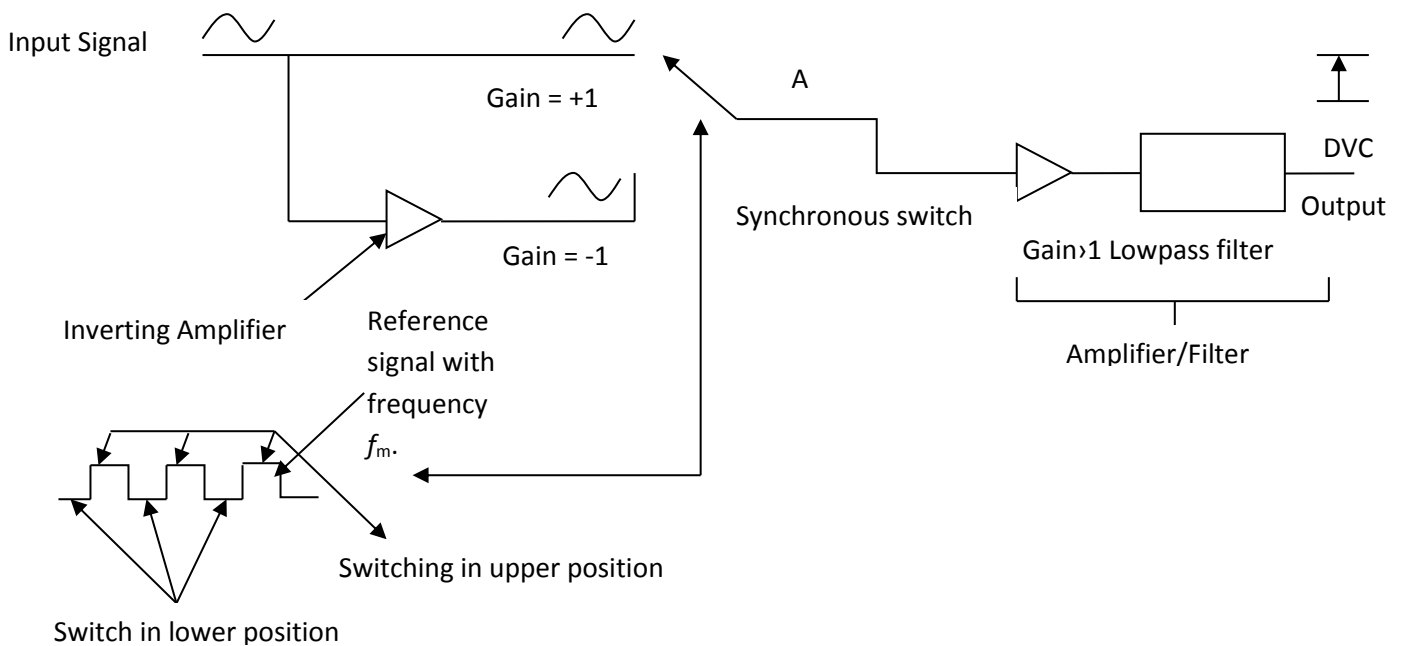 Input Signal
Gain = +1
A
DVC
Output
Synchronous switch
Gain = -1
Gain›1 Lowpass filter
Inverting Amplifier
Amplifier/Filter
Reference
signal with
frequency
fm.
Switching in upper position
Switch in lower position